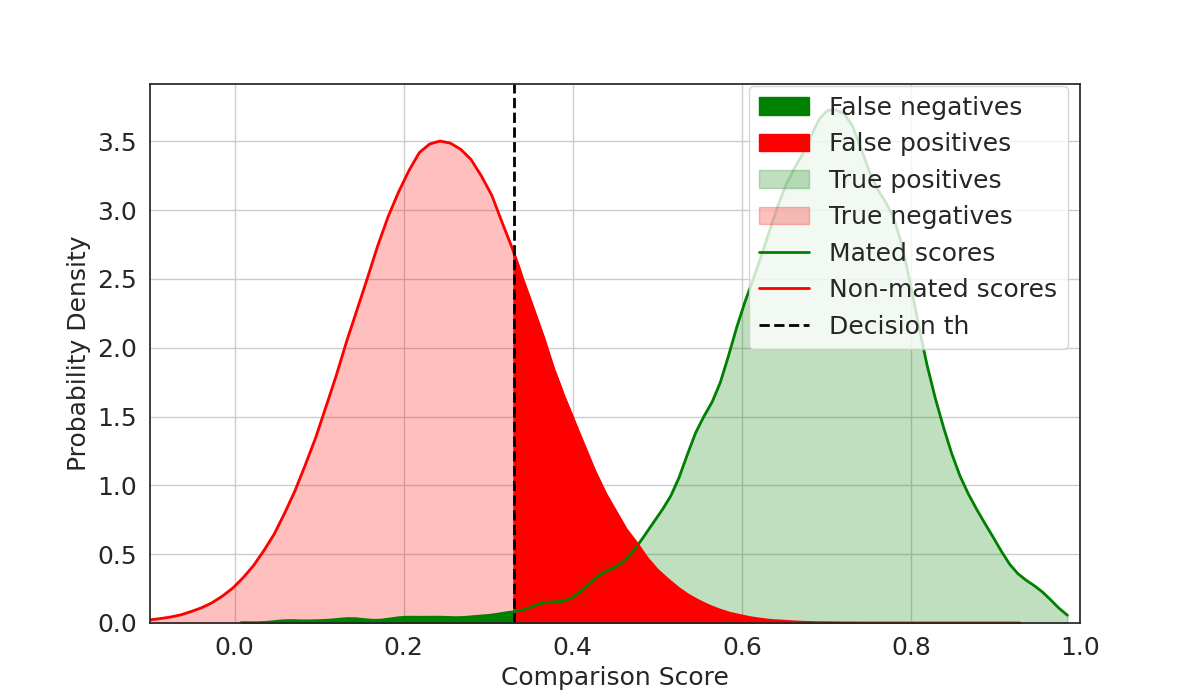 False negatives
False positives
True positives
True negatives
Mated scores
Non-mated scores
Decision th
Probability Density
3.5
3.0
2.5
2.0
1.5
1.0
0.5
0.0
0.0 0.2 0.4 0.6 0.8 1.0
Comparison Score